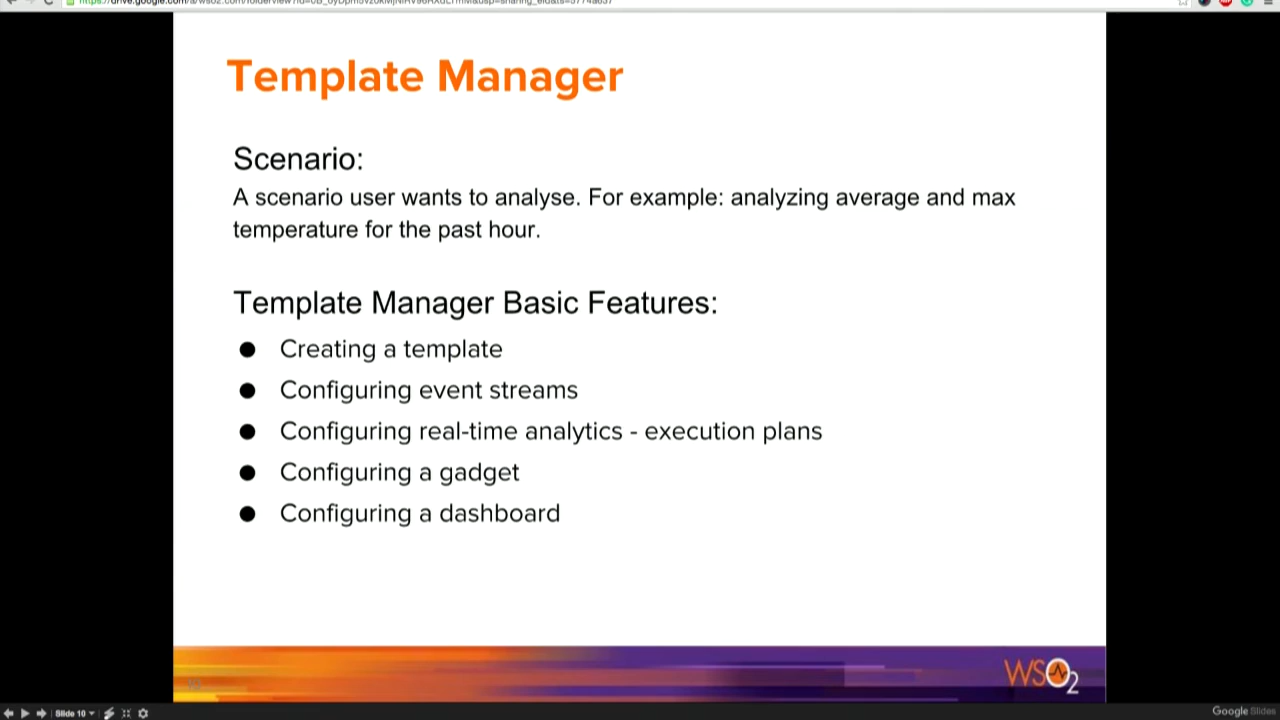 Template Manager
Scenario:
A scenario user wants to analyse. For example: analyzing average and max
temperature for the past hour.
Template Manager Basic Features:
● Creating a template
● Configuring event streams
● Configuring real-time analytics - execution plans
● Configuring a gadget
● Configuring a dashboard
WSO2
Slide 10
Google Slides